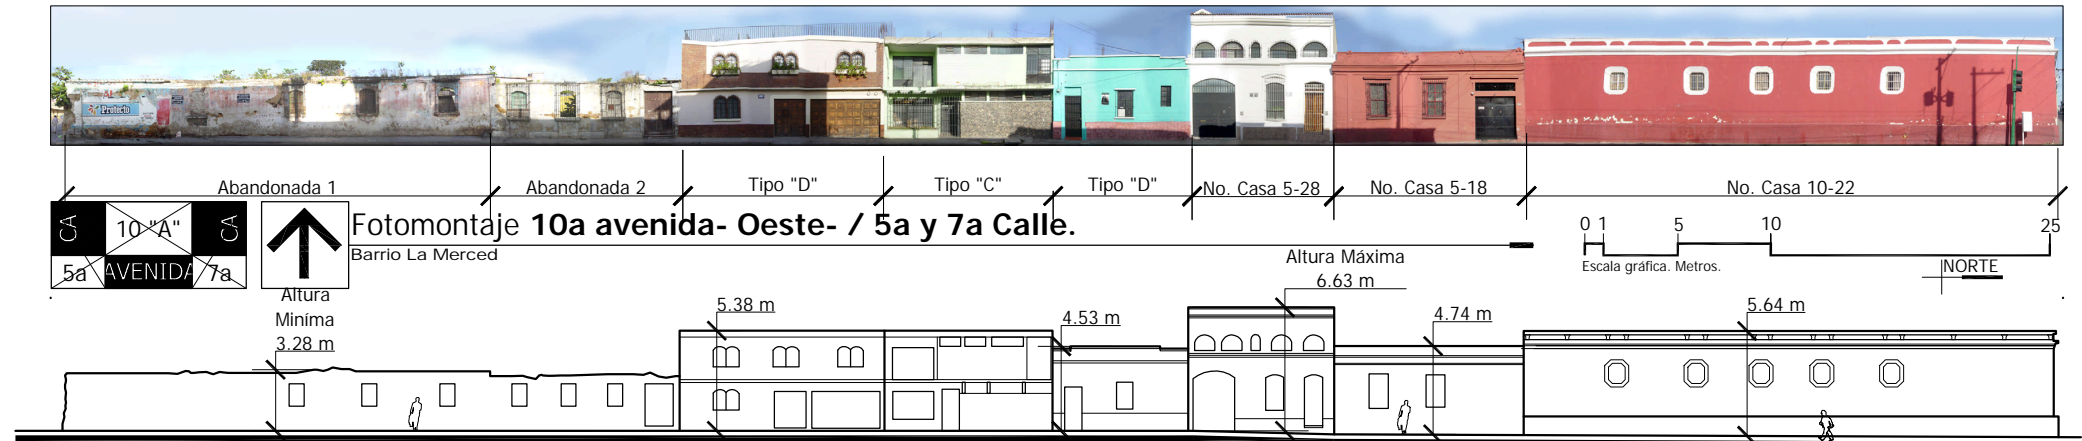 Protecto
Abandonada 1
Abandonada 2
Tipo "D"
Tipo "C"
Tipo "D"
No. Casa 5-28
No. Casa 5-18
No. Casa 10-22
CA
10 "A"
CA
5a
AVENIDA
7a
Fotomontaje 10a avenida- Oeste- / 5a y 7a Calle.
Barrio La Merced
0 1 5 10 25
Escala gráfica. Metros.
NORTE
Altura
Miníma
3.28 m
5.38 m
4.53 m
Altura Máxima
6.63 m
4.74 m
5.64 m